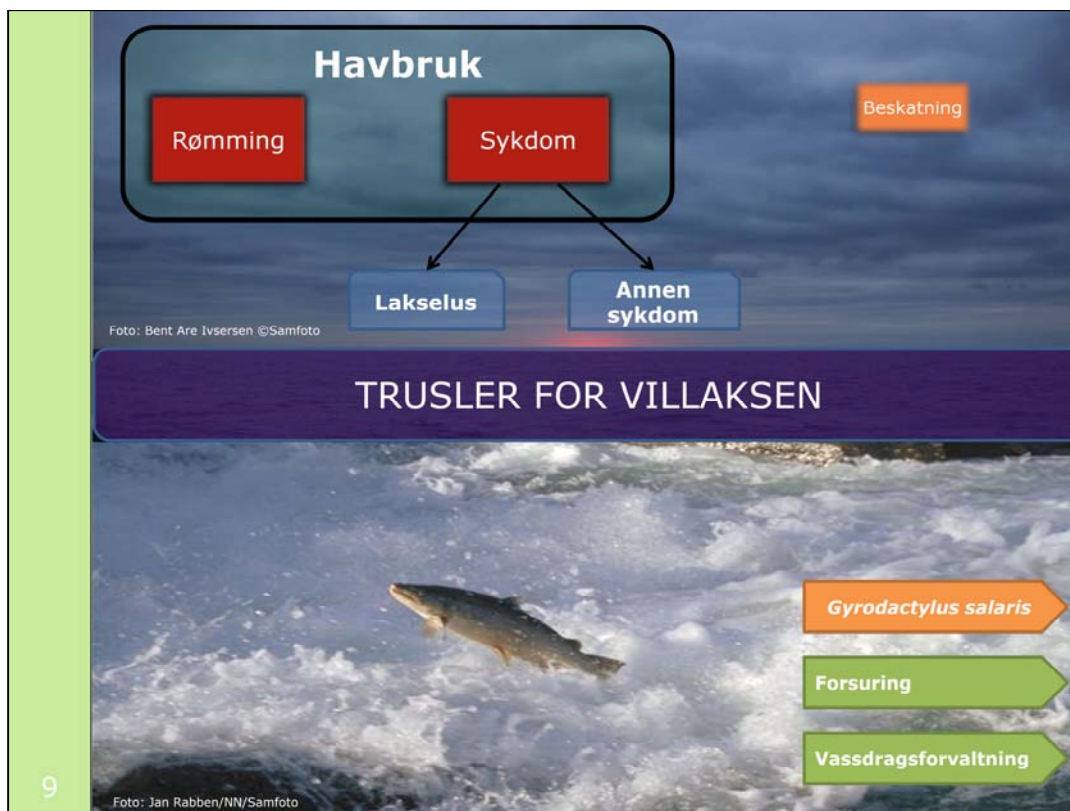 Havbruk
Rømming
Sykdom
Beskatning
Lakselus
Annen
sykdom
Foto: Bent Are Ivsersen ©Samfoto
TRUSLER FOR VILLAKSEN
Gyrodactylus salaris
Forsuring
Vassdragsforvaltning
9
Foto: Jan Rabben/NN/Samfoto